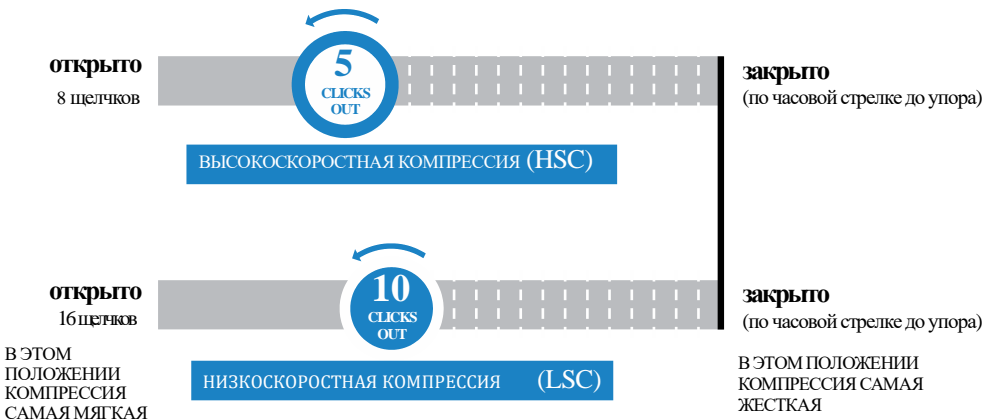 открыто
8 щелчков
5
CLICKS
OUT
закрыто
(по часовой стрелке до упора)
ВЫСОКОСКОРОСТНАЯ КОМПРЕССИЯ (HSC)
открыто
16 щелчков
10
CLICKS
OUT
закрыто
(по часовой стрелке до упора)
В ЭТОМ
ПОЛОЖЕНИИ
КОМПРЕССИЯ
САМАЯ МЯГКАЯ
НИЗКОСКОРОСТНАЯ КОМПРЕССИЯ (LSC)
В ЭТОМ ПОЛОЖЕНИИ
КОМПРЕССИЯ САМАЯ
ЖЕСТКАЯ